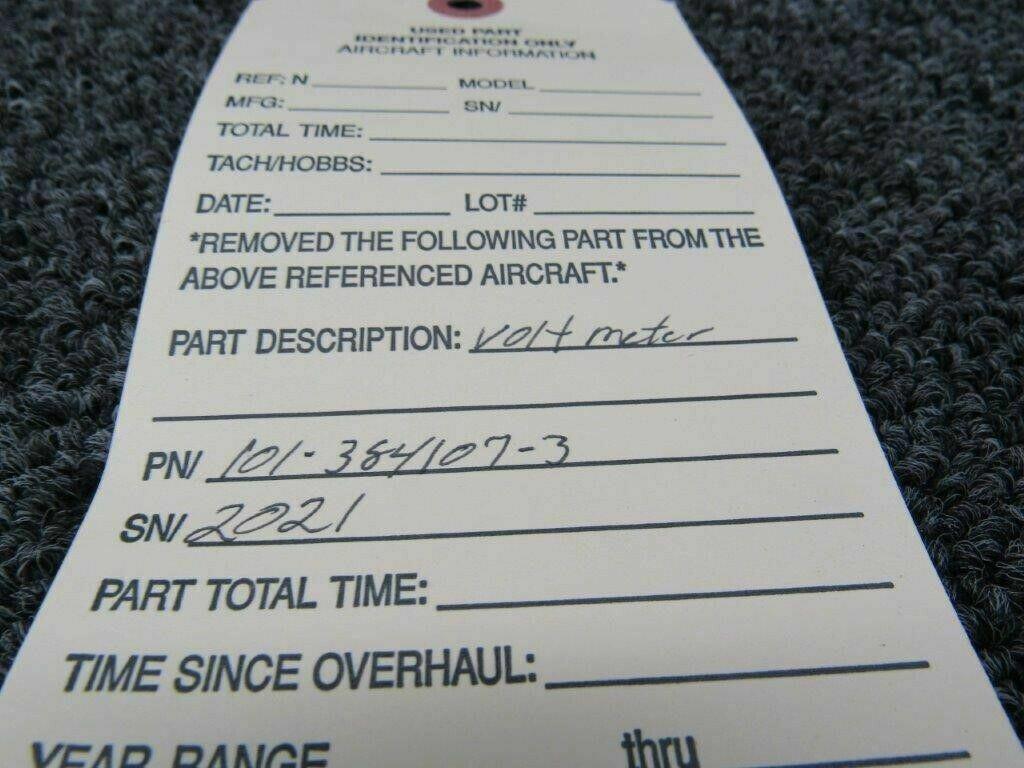 USED PART
IDENTIFICATION ONLY
AIRCRAFT INFORMATION
REF: N MODEL
MFG: SN/
TOTAL TIME:
TACH/HOBBS:
DATE: LOT#
*REMOVED THE FOLLOWING PART FROM THE
ABOVE REFERENCED AIRCRAFT.*
PART DESCRIPTION: volt meter
PN/ 101-384107-3
SN/ 2021
PART TOTAL TIME:
TIME SINCE OVERHAUL:
YEAR RANGE thru